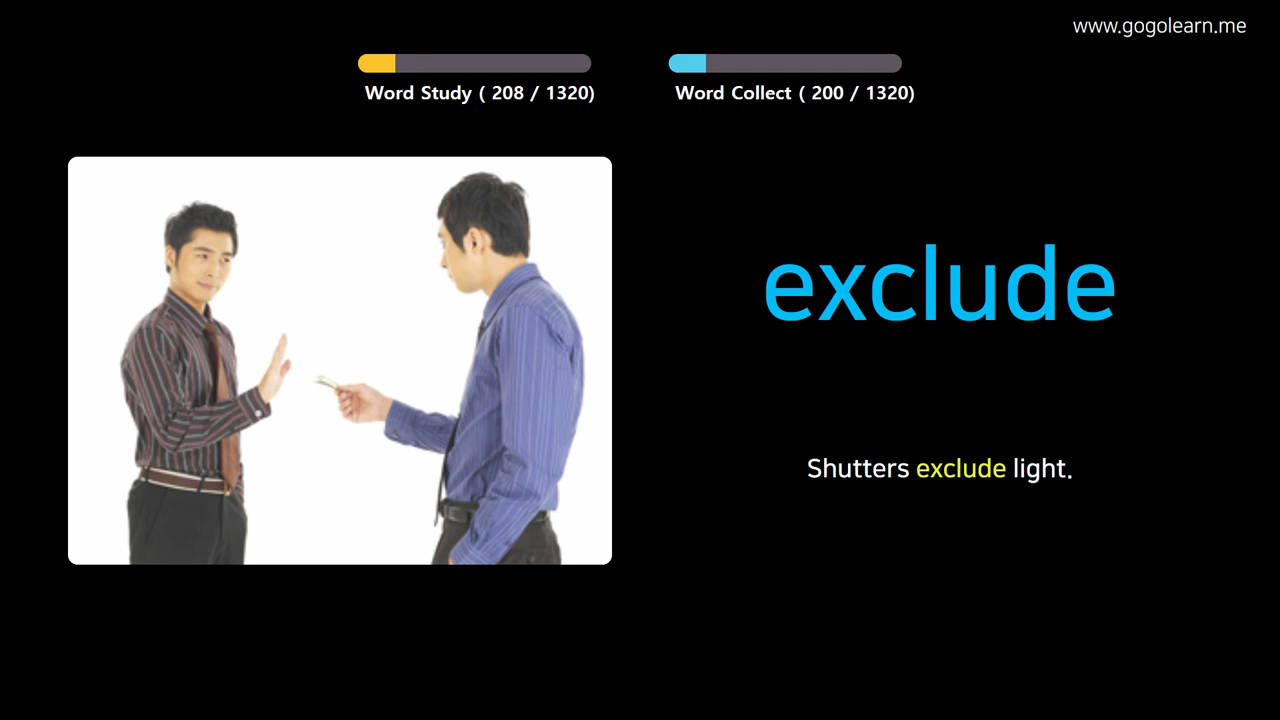 www.gogolearn.me
Word Study ( 208 / 1320)
Word Collect ( 200 / 1320)
exclude
Shutters exclude light.